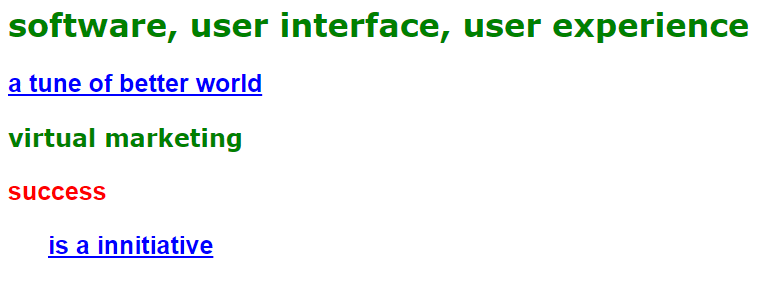 software, user interface, user experience
a tune of better world
virtual marketing
success
is a innitiative